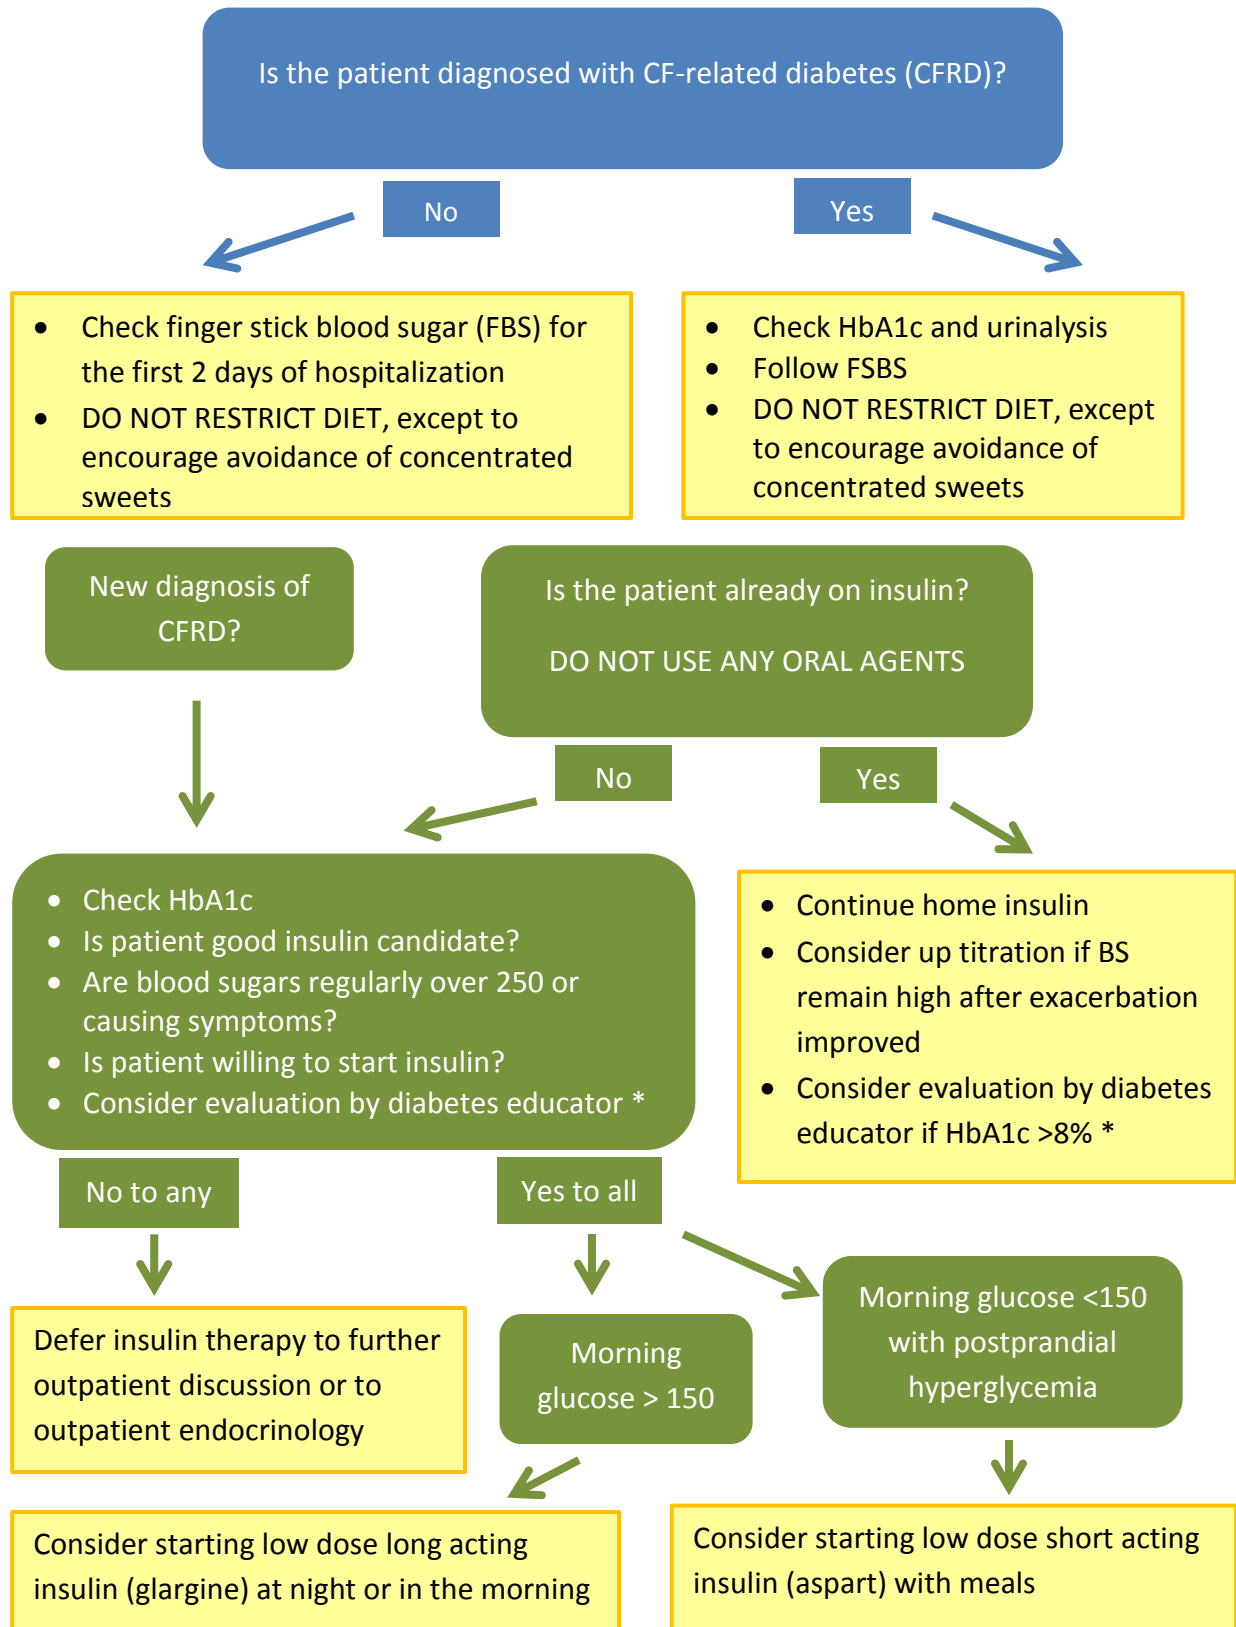 Is the patient diagnosed with CF-related diabetes (CFRD)?
No
Yes
• Check finger stick blood sugar (FBS) for
the first 2 days of hospitalization
• DO NOT RESTRICT DIET, except to
encourage avoidance of concentrated
sweets
• Check HbA1c and urinalysis
• Follow FSBS
• DO NOT RESTRICT DIET, except
to encourage avoidance of
concentrated sweets
New diagnosis of
CFRD?
Is the patient already on insulin?
DO NOT USE ANY ORAL AGENTS
No
Yes
• Check HbA1c
• Is patient good insulin candidate?
• Are blood sugars regularly over 250 or
causing symptoms?
• Is patient willing to start insulin?
• Consider evaluation by diabetes educator *
• Continue home insulin
• Consider up titration if BS
remain high after exacerbation
improved
• Consider evaluation by diabetes
educator if HbA1c >8% *
No to any
Yes to all
Defer insulin therapy to further
outpatient discussion or to
outpatient endocrinology
Morning
glucose > 150
Morning glucose <150
with postprandial
hyperglycemia
Consider starting low dose long acting
insulin (glargine) at night or in the morning
Consider starting low dose short acting
insulin (aspart) with meals